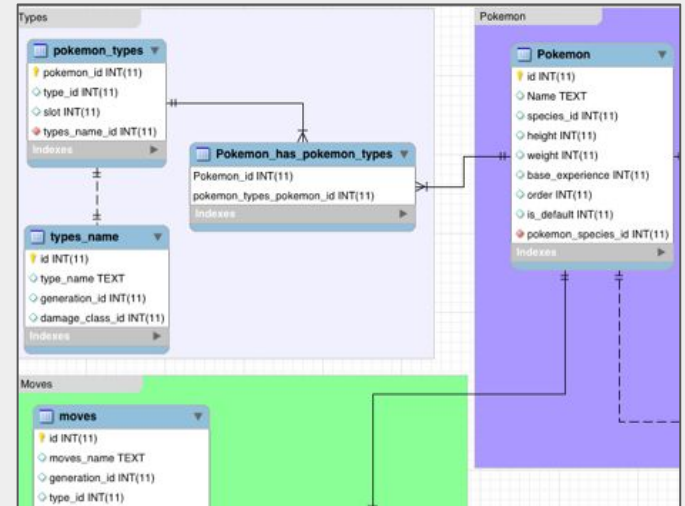 Types
pokemon_types
pokemon_id INT(11)
type_id INT(11)
slot INT(11)
types_name_id INT(11)
Indexes
Pokemon_has_pokemon_types
Pokemon_id INT(11)
pokemon_types_pokemon_id INT(11)
Indexes
types_name
id INT(11)
type_name TEXT
generation_id INT(11)
damage_class_id INT(11)
Indexes
Pokemon
Pokemon
id INT(11)
Name TEXT
species_id INT(11)
height INT(11)
weight INT(11)
base_experience INT(11)
order INT(11)
is_default INT(11)
pokemon_species_id INT(11)
Indexes
Moves
moves
id INT(11)
moves_name TEXT
generation_id INT(11)
type_id INT(11)